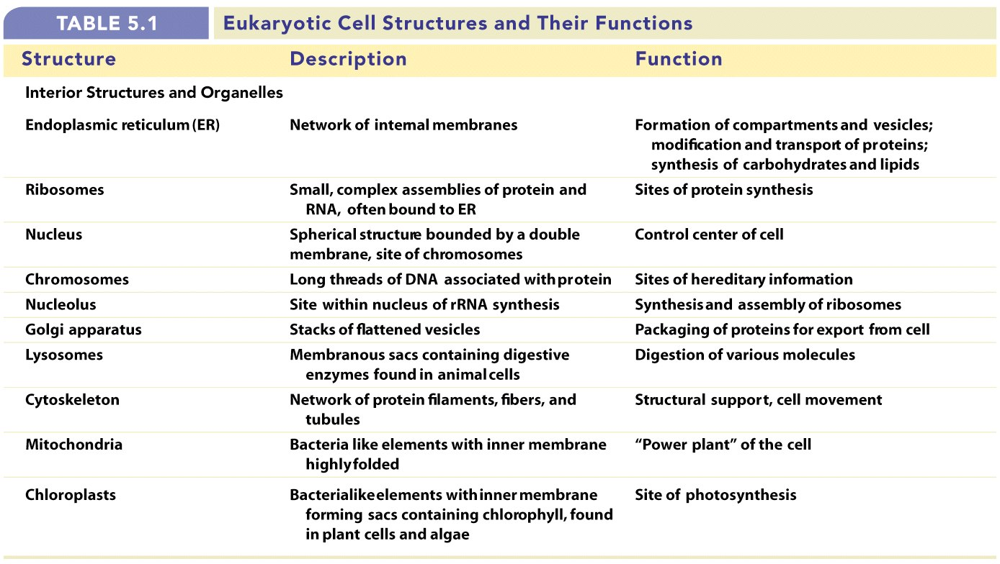 TABLE 5.1 Eukaryotic Cell Structures and Their Functions
Structure Description Function
Interior Structures and Organelles
Endoplasmic reticulum (ER) Network of internal membranes Formation of compartments and vesicles;
modification and transport of proteins;
synthesis of carbohydrates and lipids
Ribosomes Small, complex assemblies of protein and Sites of protein synthesis
RNA, often bound to ER
Nucleus Spherical structure bounded by a double Control center of cell
membrane, site of chromosomes
Chromosomes Long threads of DNA associated with protein Sites of hereditary information
Nucleolus Site within nucleus of rRNA synthesis Synthesis and assembly of ribosomes
Golgi apparatus Stacks of flattened vesicles Packaging of proteins for export from cell
Lysosomes Membranous sacs containing digestive Digestion of various molecules
enzymes found in animal cells
Cytoskeleton Network of protein filaments, fibers, and Structural support, cell movement
tubules
Mitochondria Bacteria like elements with inner membrane “Power plant” of the cell
highly folded
Chloroplasts Bacterialike elements with inner membrane Site of photosynthesis
forming sacs containing chlorophyll, found
in plant cells and algae